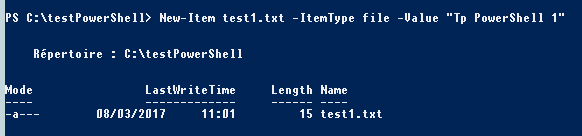 PS C:\testPowerShell> New-Item test1.txt -ItemType file -Value "Tp PowerShell 1"
Répertoire : C:\testPowerShell
Mode LastWriteTime Length Name
---- ------------- ------ ----
-a--- 08/03/2017 11:01 15 test1.txt